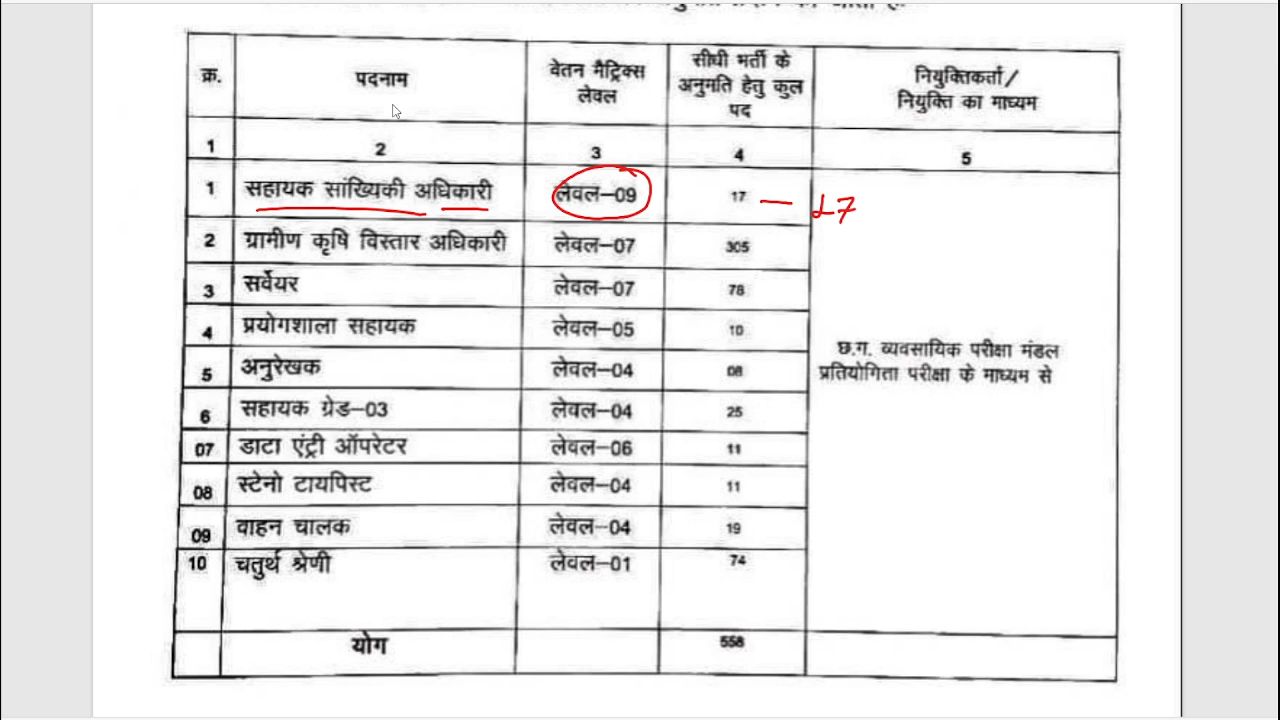 क्र. पदनाम वेतन मैट्रिक्स लेवल सीधी भर्ती के अनुमति हेतु कुल पद नियुक्तिकर्ता/ नियुक्ति का माध्यम
1 2 3 4 5
1 सहायक सांख्यिकी अधिकारी लेवल–09 17 — 17
2 ग्रामीण कृषि विस्तार अधिकारी लेवल–07 305
3 सर्वेयर लेवल–07 78
4 प्रयोगशाला सहायक लेवल–05 10
छ.ग. व्यवसायिक परीक्षा मंडल
प्रतियोगिता परीक्षा के माध्यम से
5 अनुरेखक लेवल–04 08
6 सहायक ग्रेड–03 लेवल–04 25
07 डाटा एंट्री ऑपरेटर लेवल–06 11
08 स्टेनो टायपिस्ट लेवल–04 11
09 वाहन चालक लेवल–04 19
10 चतुर्थ श्रेणी लेवल–01 74
योग 558